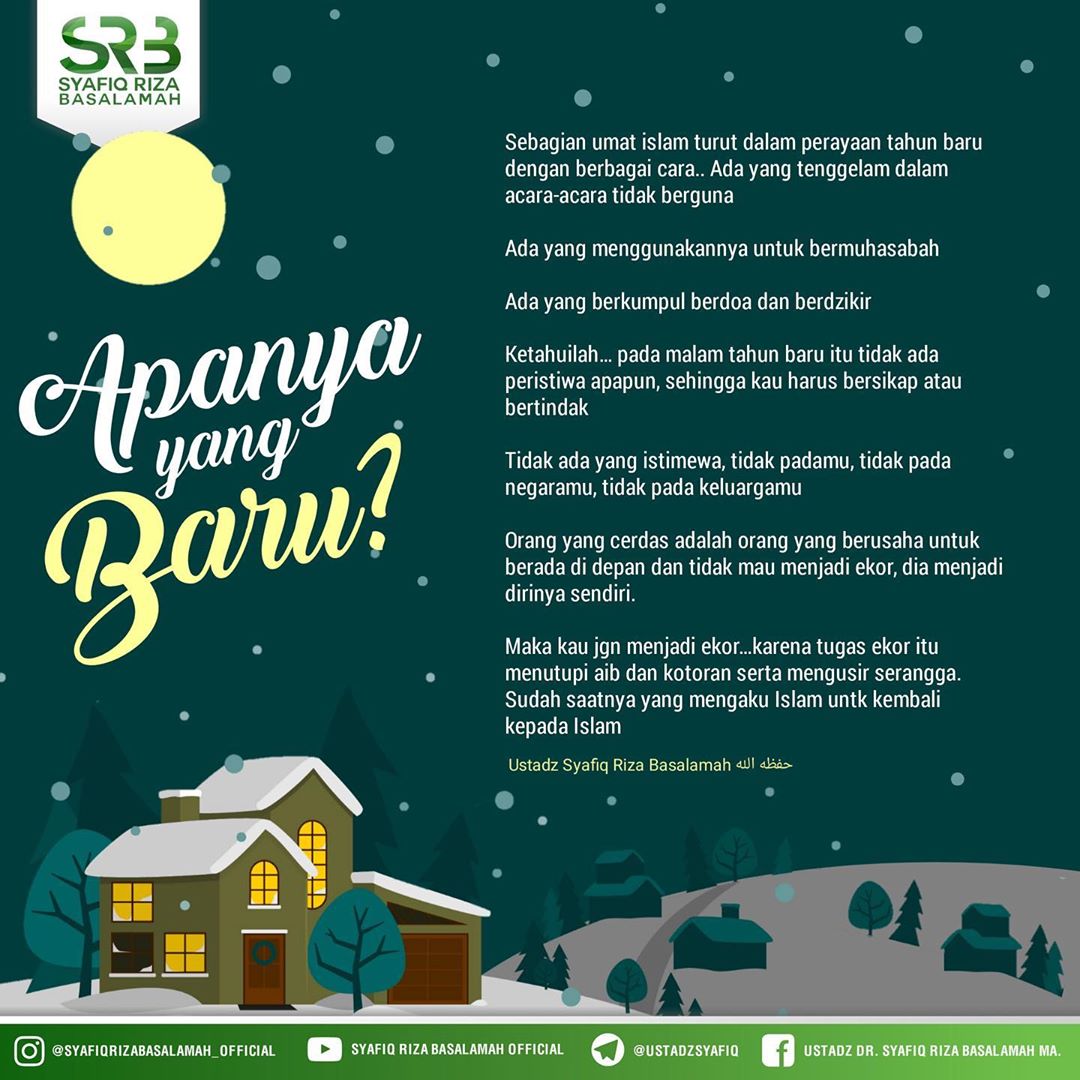 SRB
SYAFIQ RIZA
BASALAMAH
Apanya
yang
Baru?
Sebagian umat islam turut dalam perayaan tahun baru
dengan berbagai cara.. Ada yang tenggelam dalam
acara-acara tidak berguna
Ada yang menggunakannya untuk bermuhasabah
Ada yang berkumpul berdoa dan berdzikir
Ketahuilah... pada malam tahun baru itu tidak ada
peristiwa apapun, sehingga kau harus bersikap atau
bertindak
Tidak ada yang istimewa, tidak padamu, tidak pada
negaramu, tidak pada keluargamu
Orang yang cerdas adalah orang yang berusaha untuk
berada di depan dan tidak mau menjadi ekor, dia menjadi
dirinya sendiri.
Maka kau jgn menjadi ekor...karena tugas ekor itu
menutupi aib dan kotoran serta mengusir serangga.
Sudah saatnya yang mengaku Islam untk kembali
kepada Islam
Ustadz Syafiq Riza Basalamah حفظه الله
@SYAFIQRIZABASALAMAH_OFFICIAL
SYAFIQ RIZA BASALAMAH OFFICIAL
@USTADZSYAFIQ
USTADZ DR. SYAFIQ RIZA BASALAMAH MA.